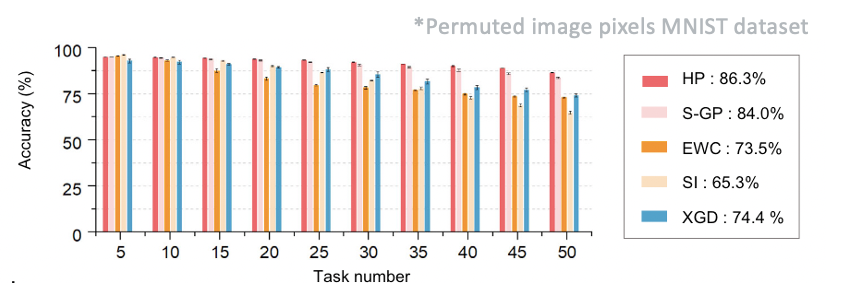 *Permuted image pixels MNIST dataset
100
75
50
25
0
Accuracy (%)
5 10 15 20 25 30 35 40 45 50
Task number
HP : 86.3%
S-GP : 84.0%
EWC : 73.5%
SI : 65.3%
XGD : 74.4 %
.